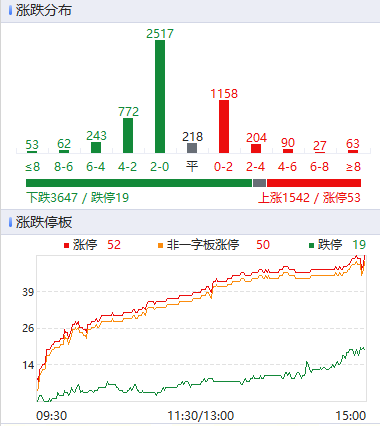 涨跌分布
53 62 243 772 2517 218 1158 204 90 27 63
≤8 8-6 6-4 4-2 2-0 平 0-2 2-4 4-6 6-8 ≥8
下跌3647 / 跌停19 上涨1542 / 涨停53
涨跌停板
涨停 52 非一字板涨停 50 跌停 19
39
26
14
09:30 11:30/13:00 15:00